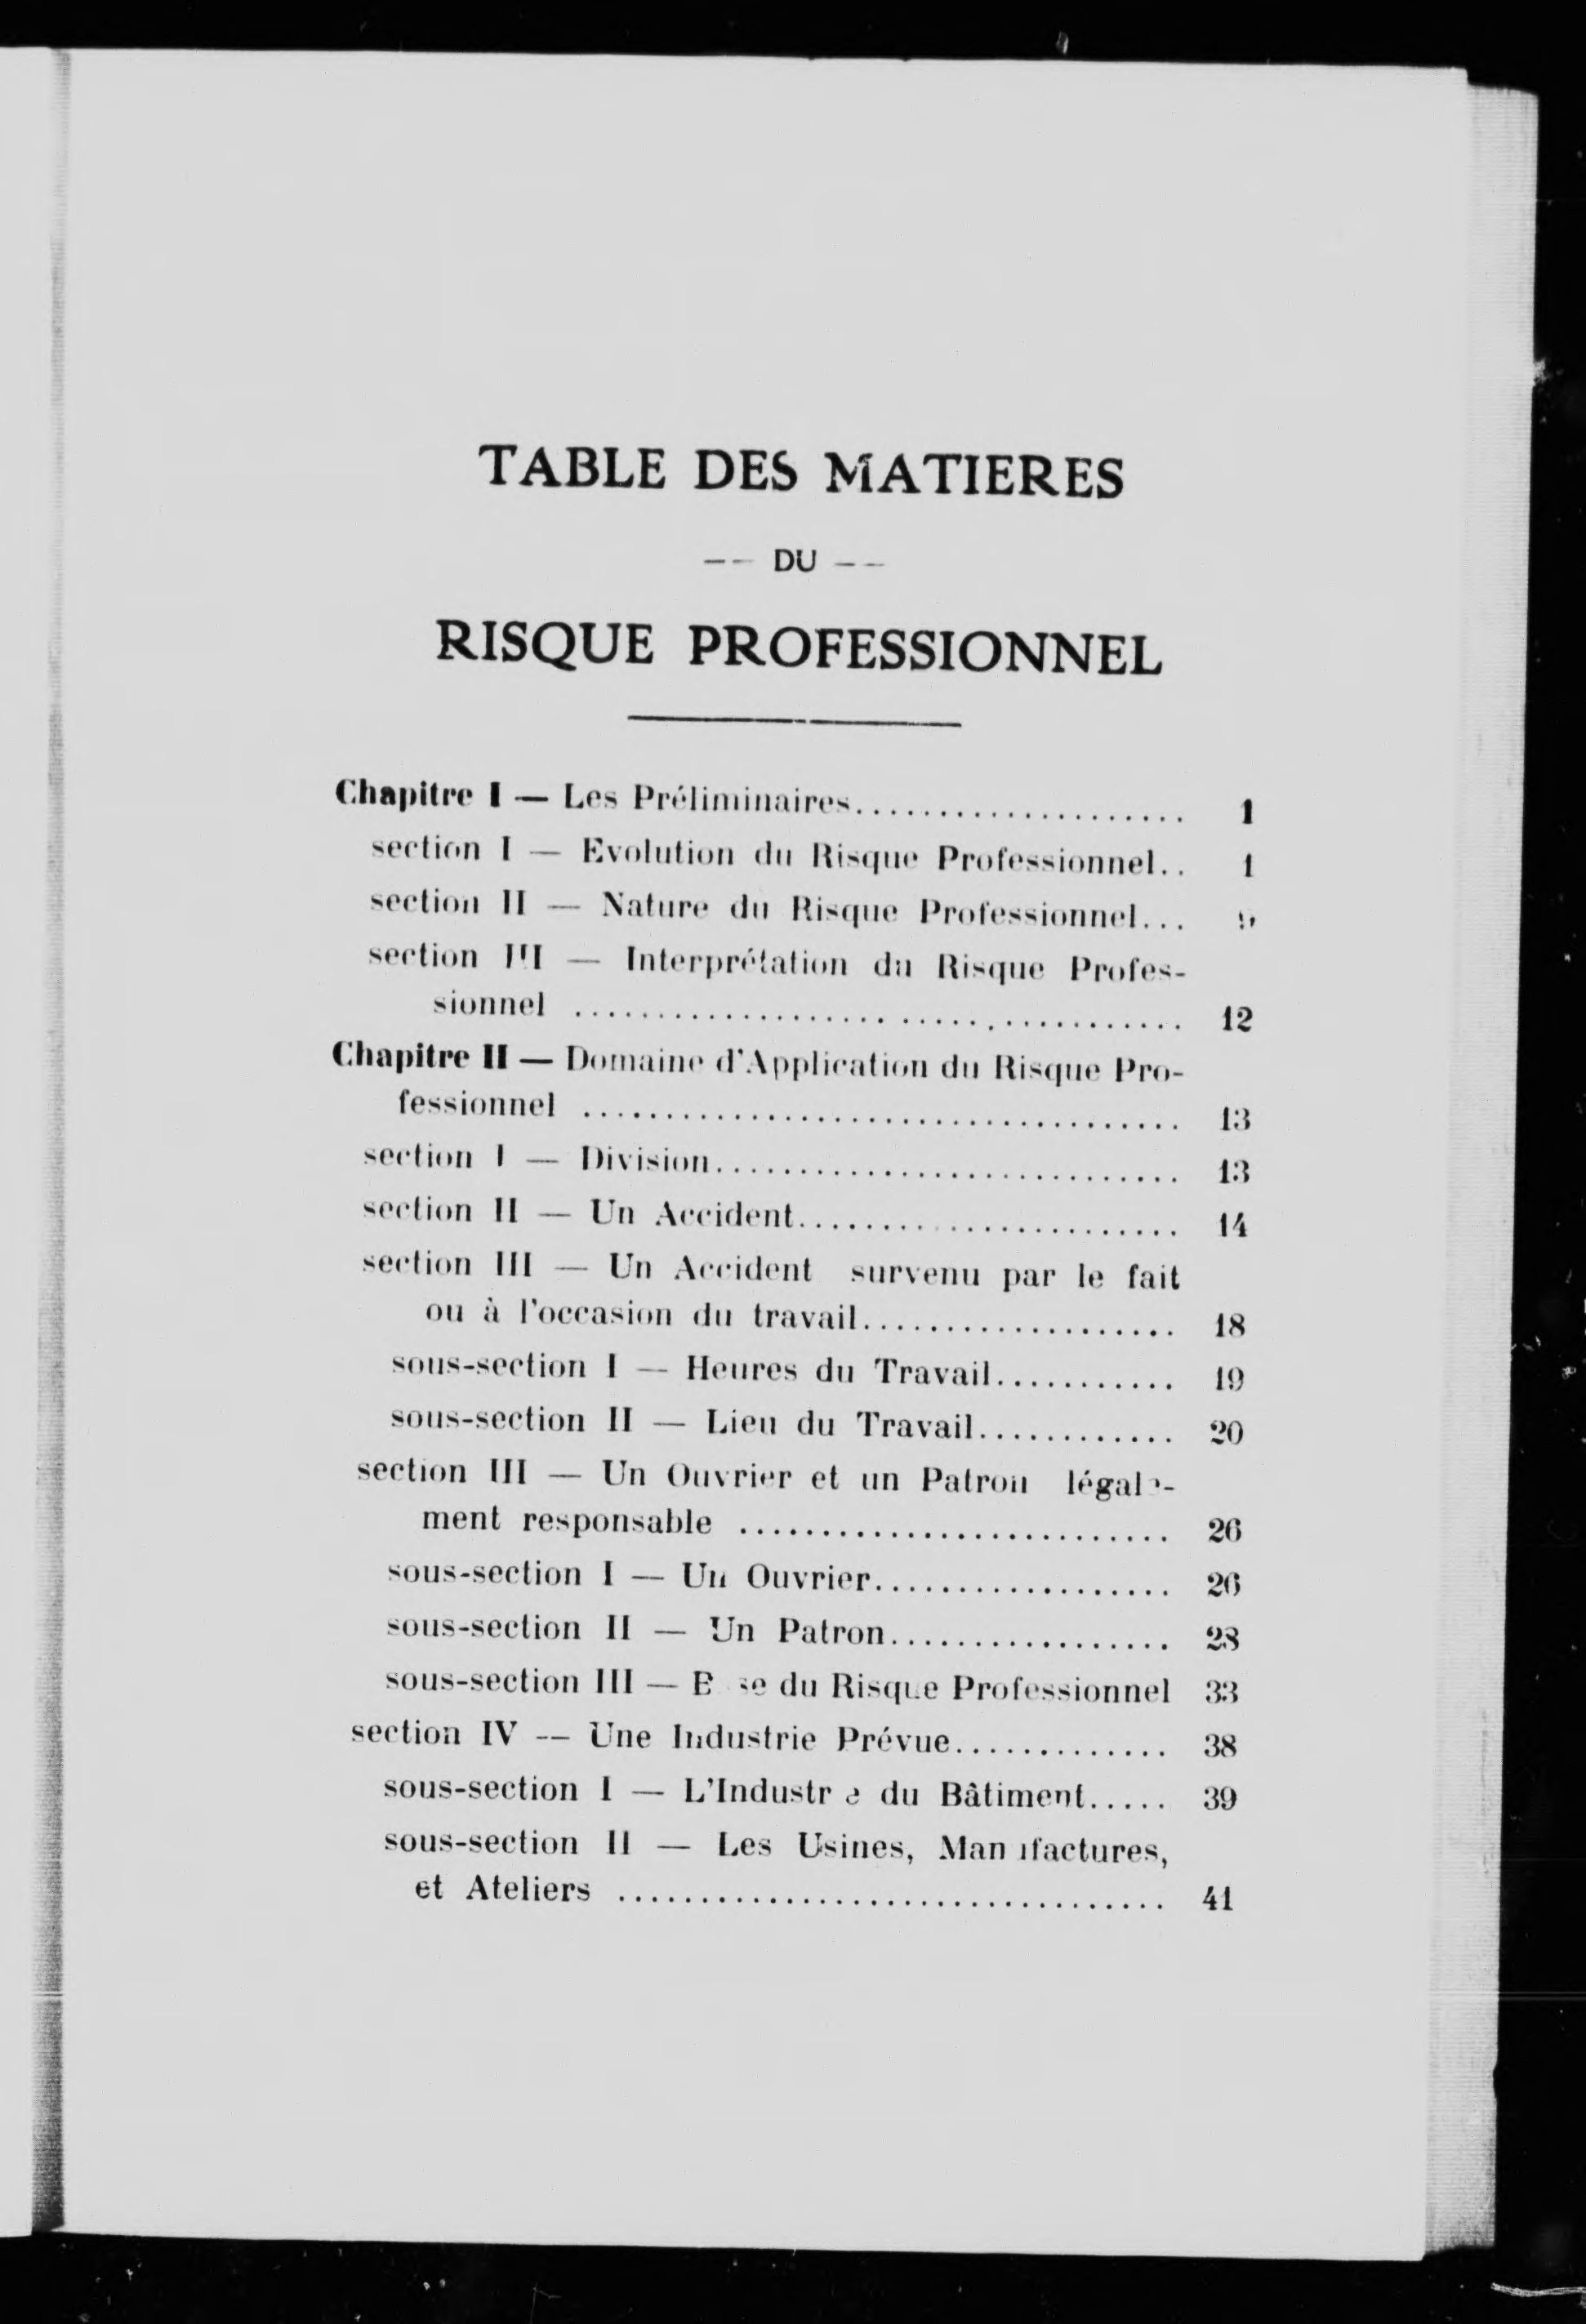 TABLE DES MATIERES
-- DU --
RISQUE PROFESSIONNEL
Chapitre I — Les Préliminaires.................... 1
section I — Evolution du Risque Professionnel.. 1
section II — Nature du Risque Professionnel...
section III — Interprétation du Risque Profes-
sionnel .................................... 12
Chapitre II — Domaine d'Application du Risque Pro-
fessionnel .................................... 13
section I — Division............................ 13
section II — Un Accident....................... 14
section III — Un Accident survenu par le fait
ou à l'occasion du travail................... 18
sous-section I — Heures du Travail........... 19
sous-section II — Lieu du Travail............ 20
section III — Un Ouvrier et un Patron légale-
ment responsable .......................... 26
sous-section I — Un Ouvrier.................. 26
sous-section II — Un Patron................. 28
sous-section III — Base du Risque Professionnel 33
section IV -- Une Industrie Prévue............. 38
sous-section I — L'Industrie du Bâtiment..... 39
sous-section II — Les Usines, Manufactures,
et Ateliers ................................. 41